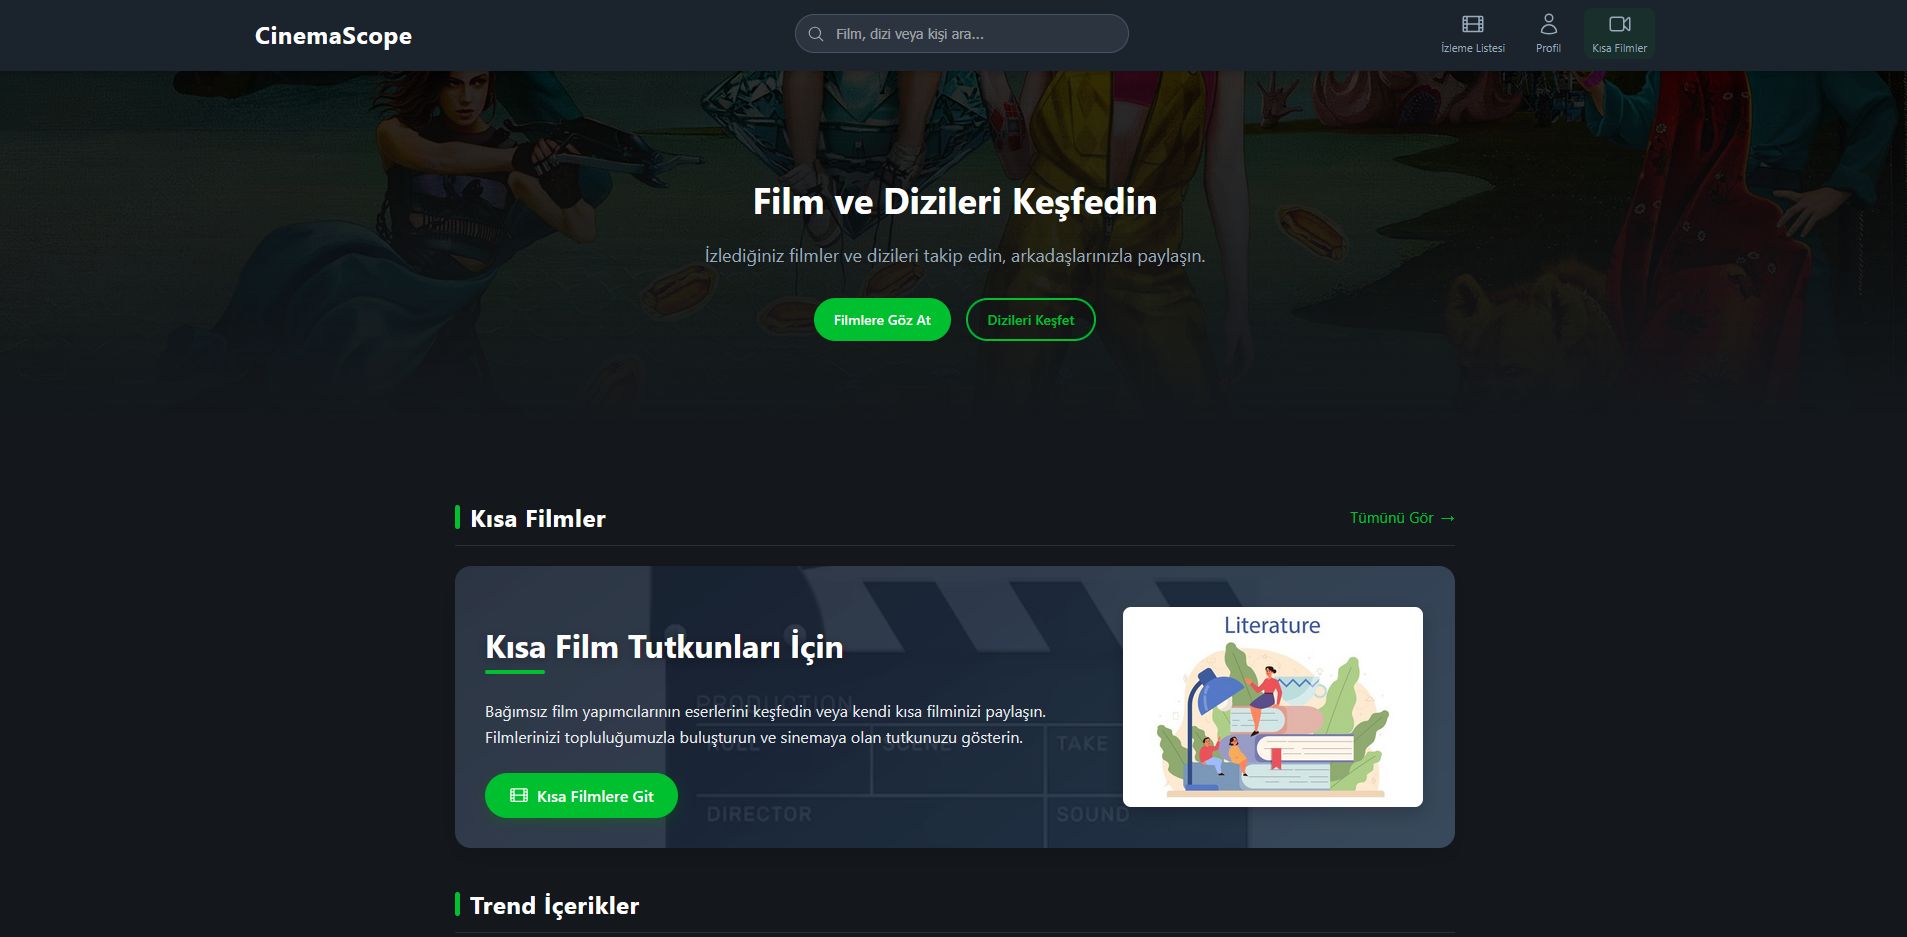 CinemaScope
Film, dizi veya kişi ara...
İzleme Listesi
Profil
Kısa Filmler
Film ve Dizileri Keşfedin
İzlediğiniz filmler ve dizileri takip edin, arkadaşlarınızla paylaşın.
Filmlere Göz At
Dizileri Keşfet
Kısa Filmler
Tümünü Gör →
Kısa Film Tutkunları İçin
PRODUCTION
Bağımsız film yapımcılarının eserlerini keşfedin veya kendi kısa filminizi paylaşın.
Filmlerinizi topluluğumuzla buluşturun ve sinemaya olan tutkunuzu gösterin.
ROLL SCENE TAKE
Kısa Filmlere Git
DIRECTOR SOUND
Literature
Trend İçerikler